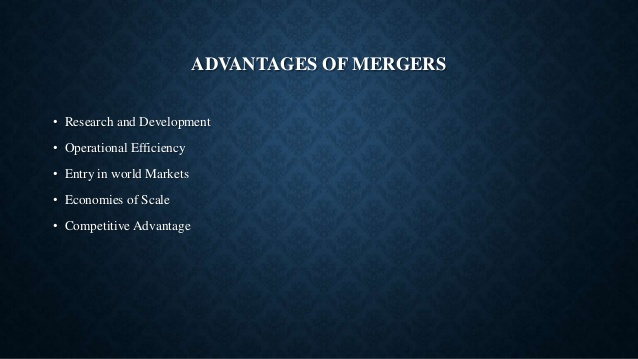 ADVANTAGES OF MERGERS
• Research and Development
• Operational Efficiency
• Entry in world Markets
• Economies of Scale
• Competitive Advantage